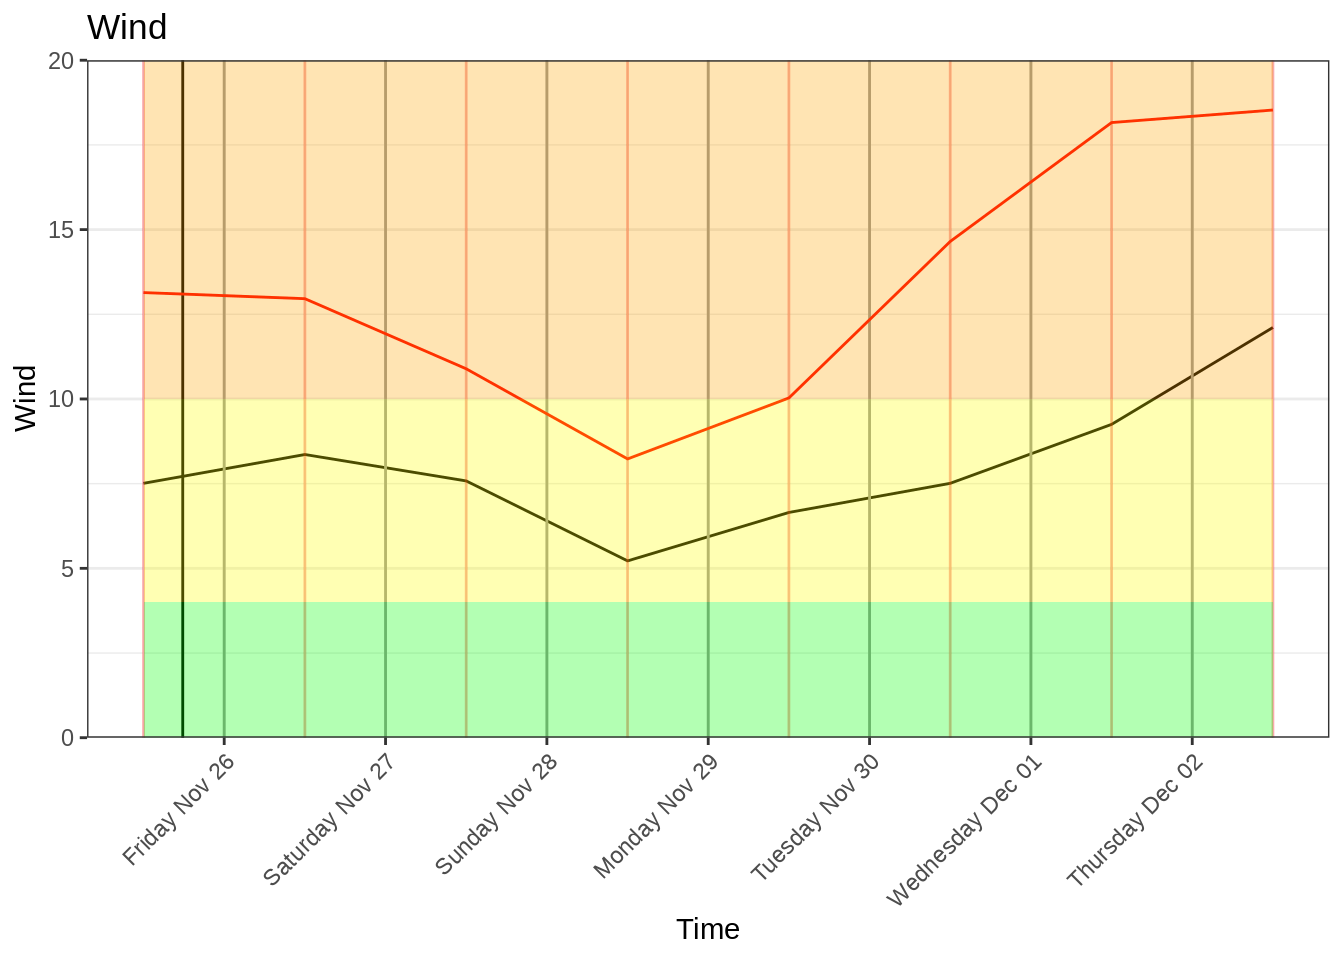 Wind
20
15
10
5
0
Wind
Friday Nov 26
Saturday Nov 27
Sunday Nov 28
Monday Nov 29
Tuesday Nov 30
Wednesday Dec 01
Thursday Dec 02
Time